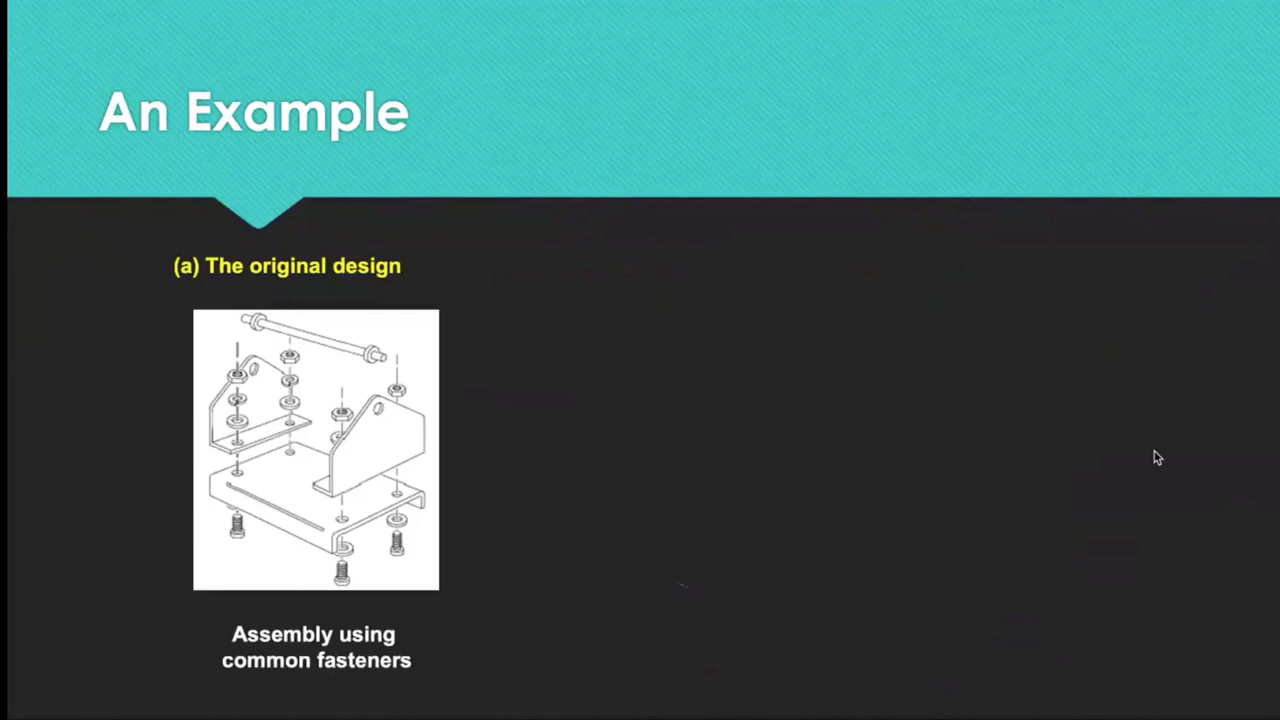 An Example
(a) The original design
Assembly using
common fasteners